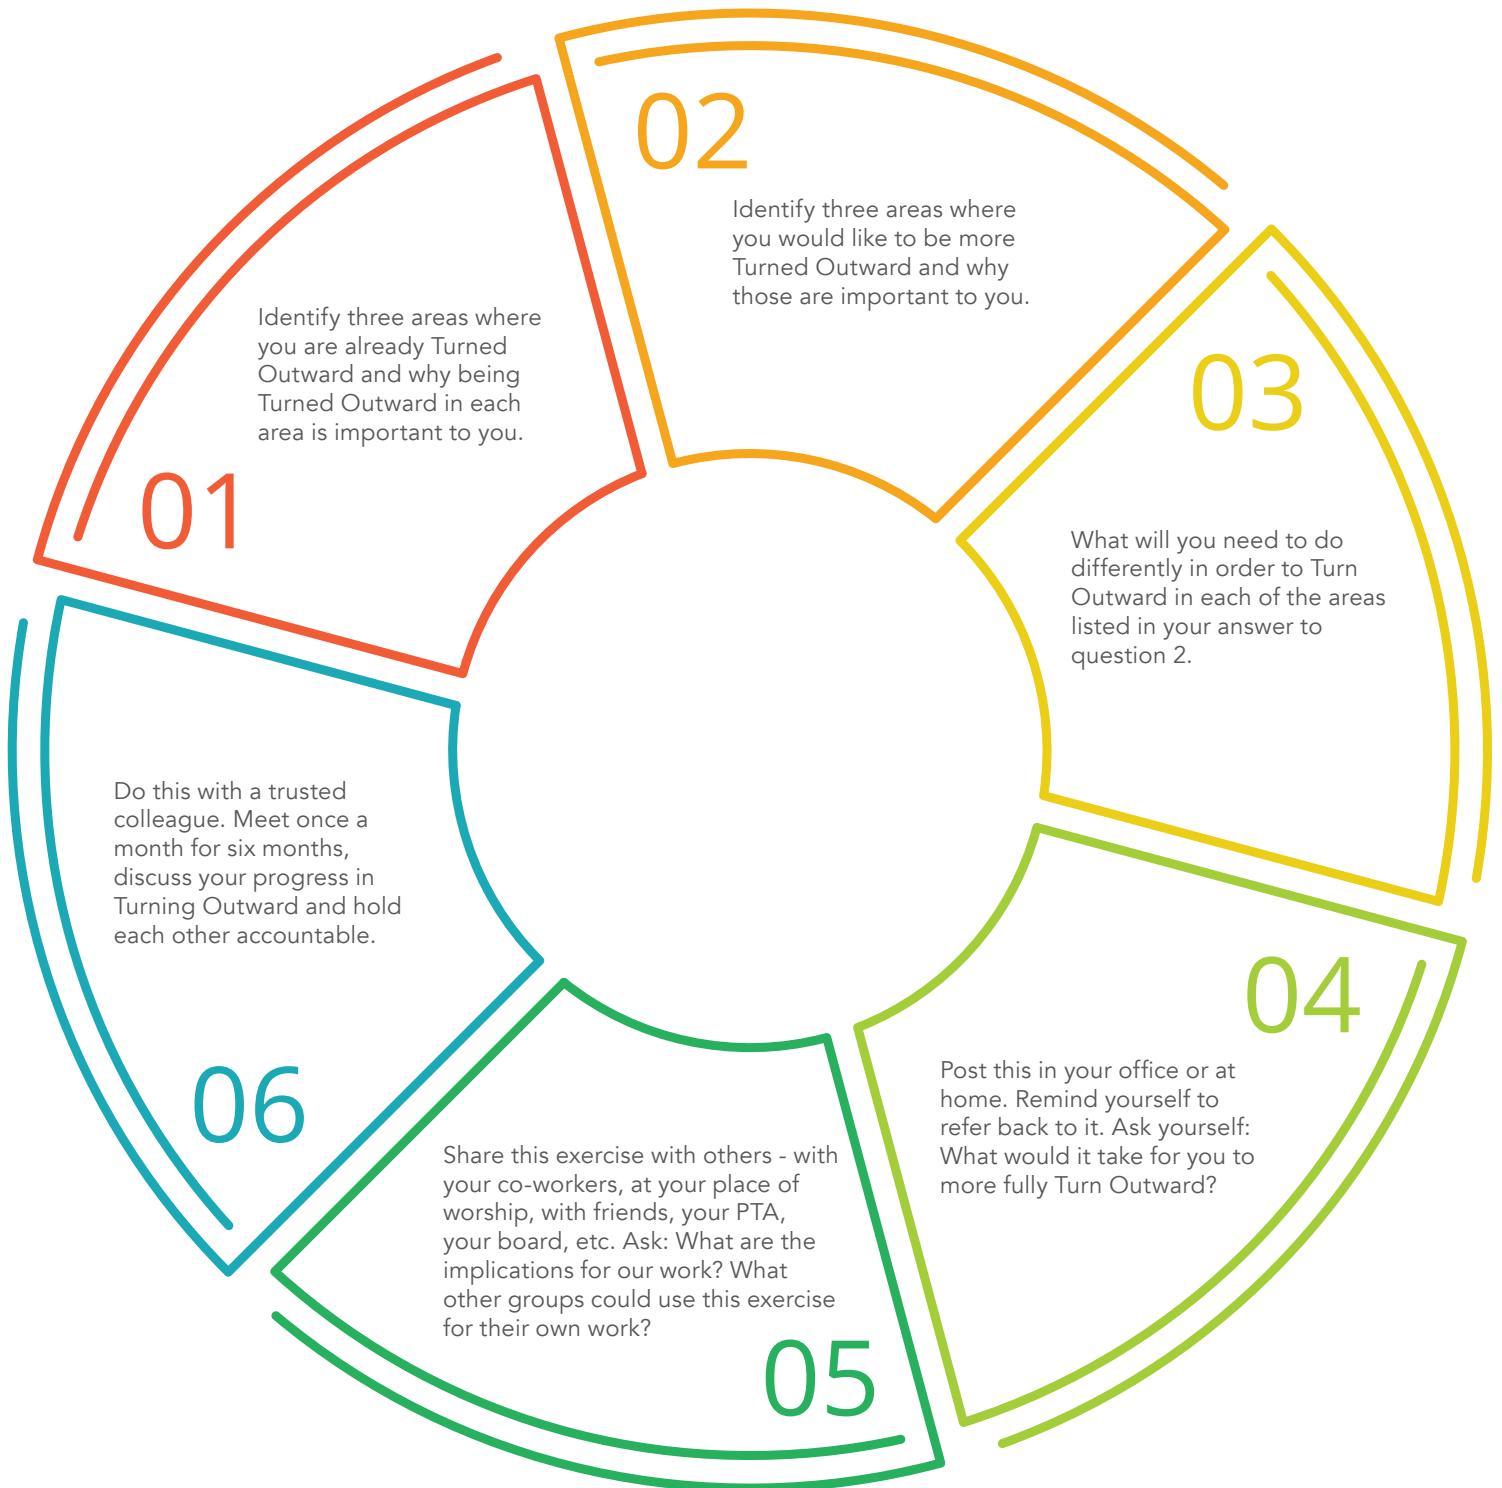 01
Identify three areas where
you are already Turned
Outward and why being
Turned Outward in each
area is important to you.
02
Identify three areas where
you would like to be more
Turned Outward and why
those are important to you.
03
What will you need to do
differently in order to Turn
Outward in each of the areas
listed in your answer to
question 2.
04
Post this in your office or at
home. Remind yourself to
refer back to it. Ask yourself:
What would it take for you to
more fully Turn Outward?
05
Share this exercise with others - with
your co-workers, at your place of
worship, with friends, your PTA,
your board, etc. Ask: What are the
implications for our work? What
other groups could use this exercise
for their own work?
06
Do this with a trusted
colleague. Meet once a
month for six months,
discuss your progress in
Turning Outward and hold
each other accountable.